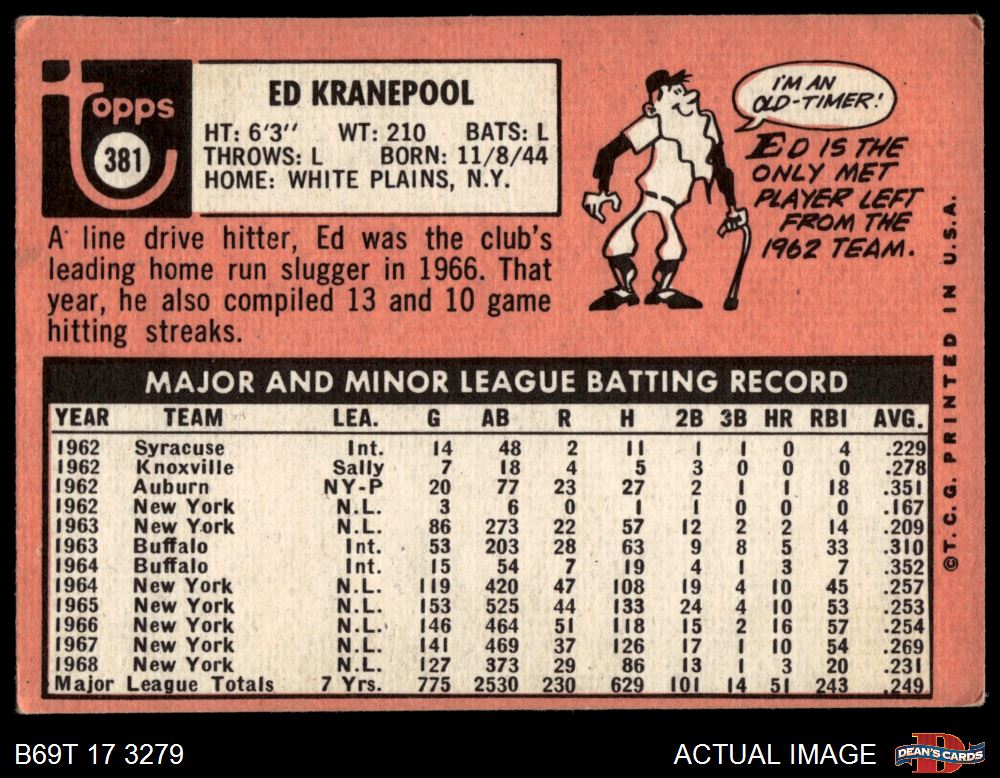 topps
381
ED KRANEPOOL
HT: 6'3" WT: 210 BATS: L
THROWS: L BORN: 11/8/44
HOME: WHITE PLAINS, N.Y.
A line drive hitter, Ed was the club's
leading home run slugger in 1966. That
year, he also compiled 13 and 10 game
hitting streaks.
I'M AN
OLD-TIMER!
ED IS THE
ONLY MET
PLAYER LEFT
FROM THE
1962 TEAM.
©T.C.G. PRINTED IN U.S.A.
MAJOR AND MINOR LEAGUE BATTING RECORD
YEAR TEAM LEA. G AB R H 2B 3B HR RBI AVG.
1962 Syracuse Int. 14 48 2 11 1 1 0 4 .229
1962 Knoxville Sally 7 18 4 5 3 0 0 0 .278
1962 Auburn NY-P 20 77 23 27 2 1 1 18 .351
1962 New York N.L. 3 6 0 1 1 0 0 0 .167
1963 New York N.L. 86 273 22 57 12 2 2 14 .209
1963 Buffalo Int. 53 203 28 63 9 8 5 33 .310
1964 Buffalo Int. 15 54 7 19 4 1 3 7 .352
1964 New York N.L. 119 420 47 108 19 4 10 45 .257
1965 New York N.L. 153 525 44 133 24 4 10 53 .253
1966 New York N.L. 146 464 51 118 15 2 16 57 .254
1967 New York N.L. 141 469 37 126 17 1 10 54 .269
1968 New York N.L. 127 373 29 86 13 1 3 20 .231
Major League Totals 7 Yrs. 775 2530 230 629 101 14 51 243 .249
B69T 17 3279
ACTUAL IMAGE
D
DEAN'S CARDS